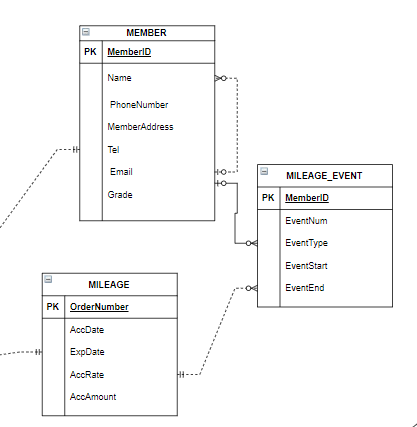 MEMBER
PK MemberID
Name
PhoneNumber
MemberAddress
Tel
Email
Grade
MILEAGE_EVENT
PK MemberID
EventNum
EventType
EventStart
EventEnd
MILEAGE
PK OrderNumber
AccDate
ExpDate
AccRate
AccAmount